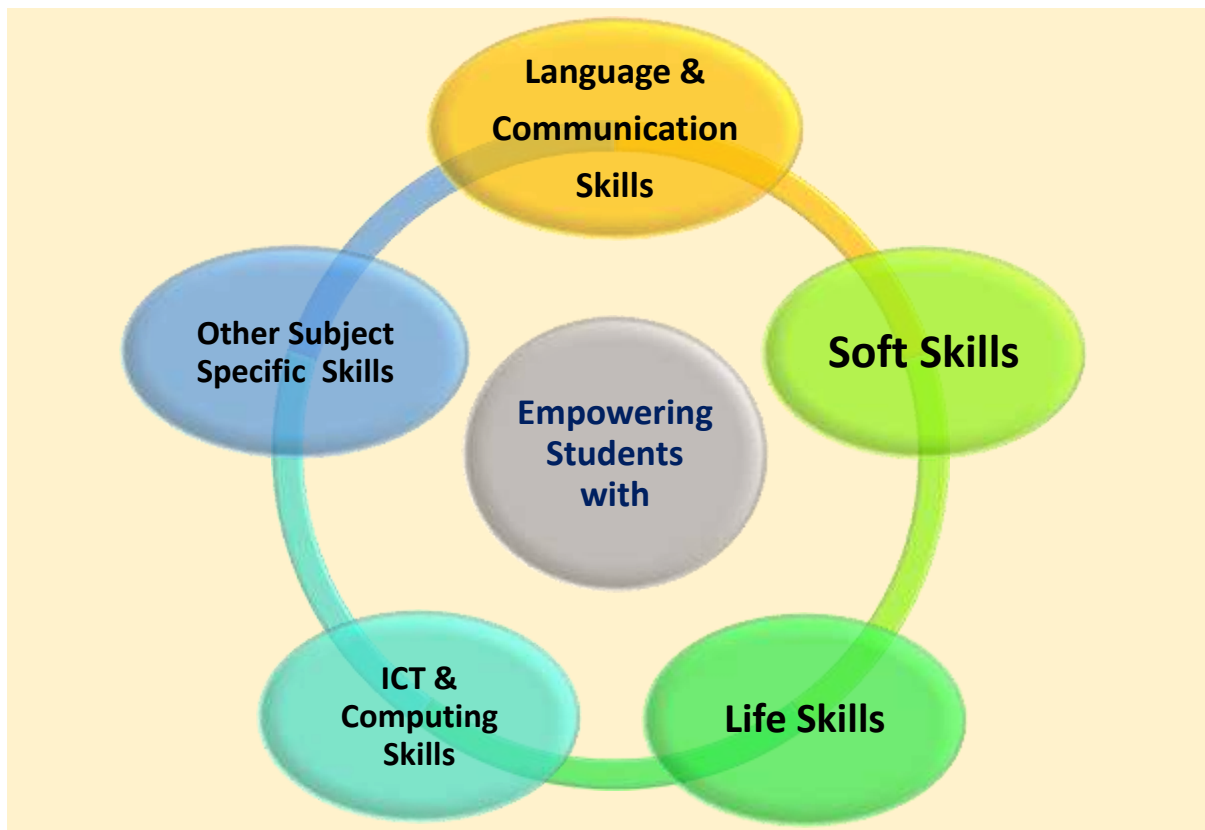 Language &
Communication
Skills
Soft Skills
Life Skills
ICT &
Computing
Skills
Other Subject
Specific Skills
Empowering
Students
with